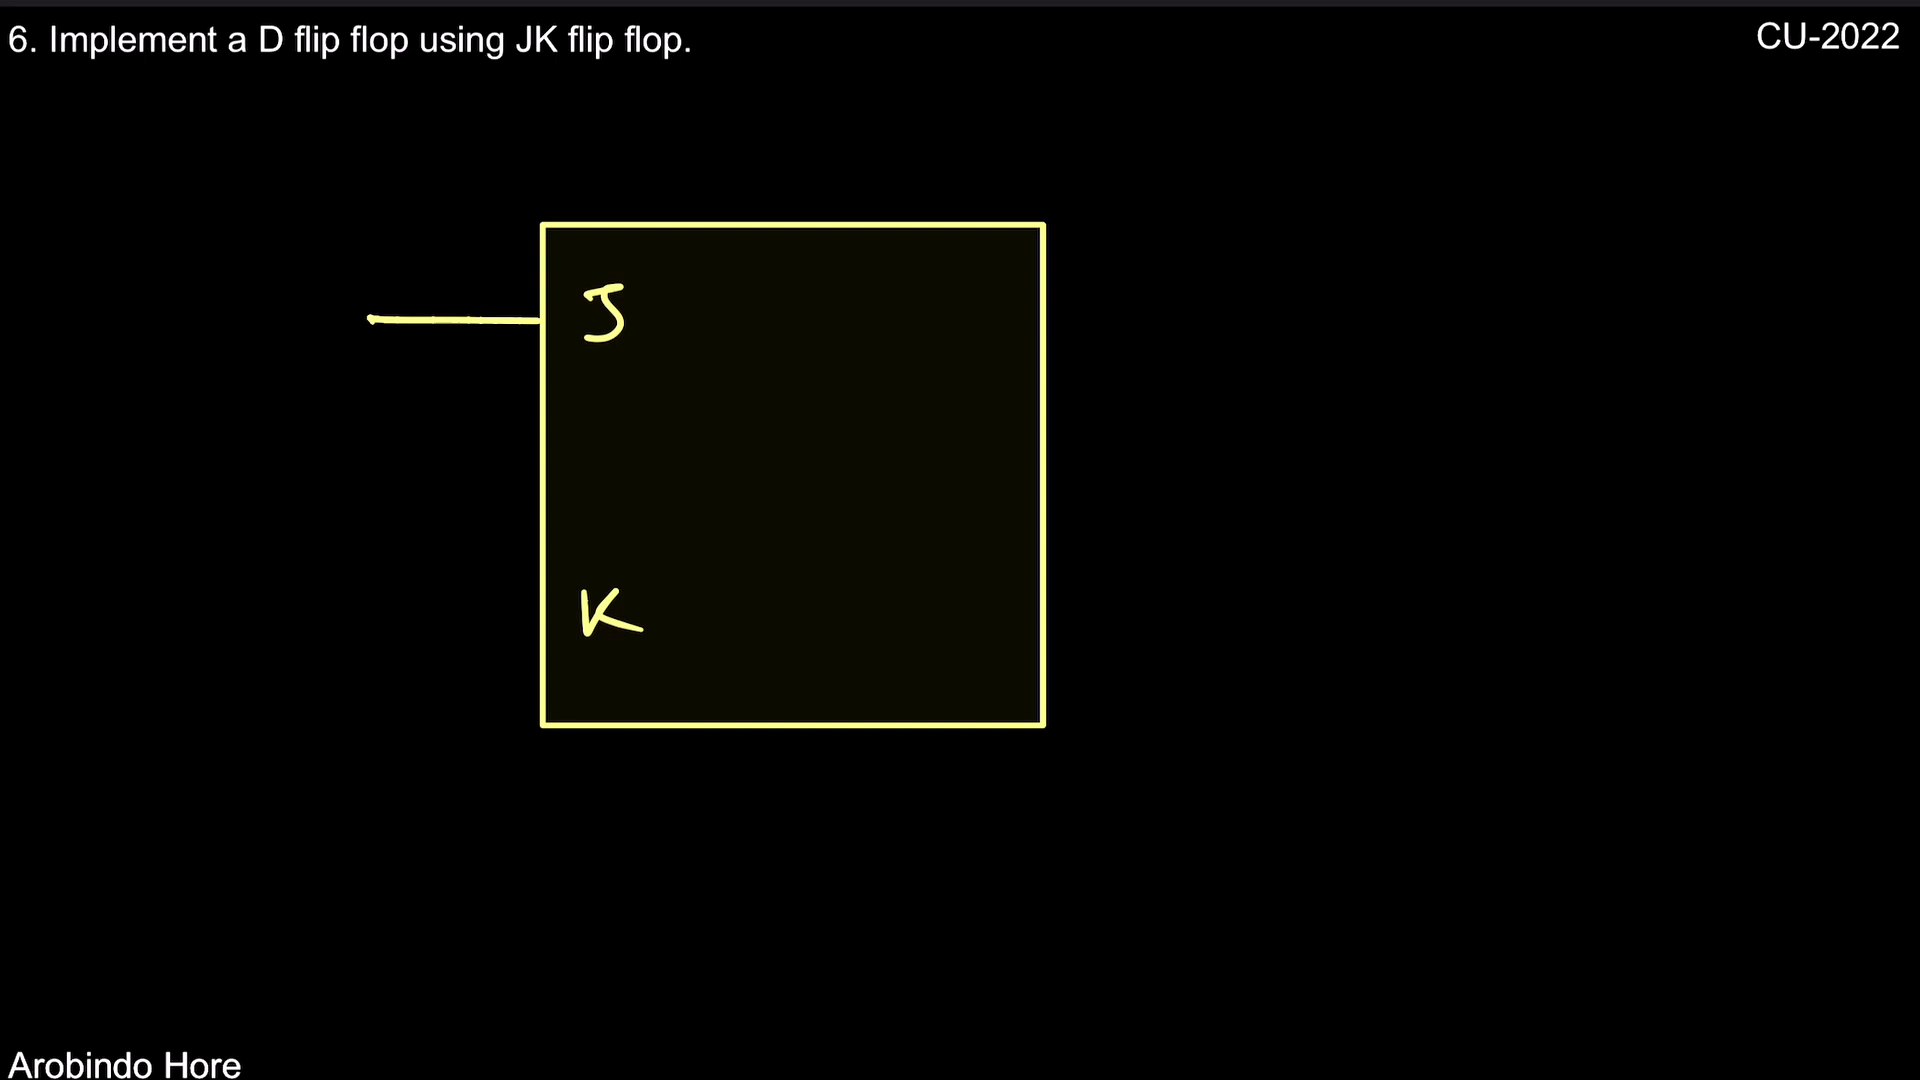 6. Implement a D flip flop using JK flip flop.
CU-2022
J
K
Arobindo Hore